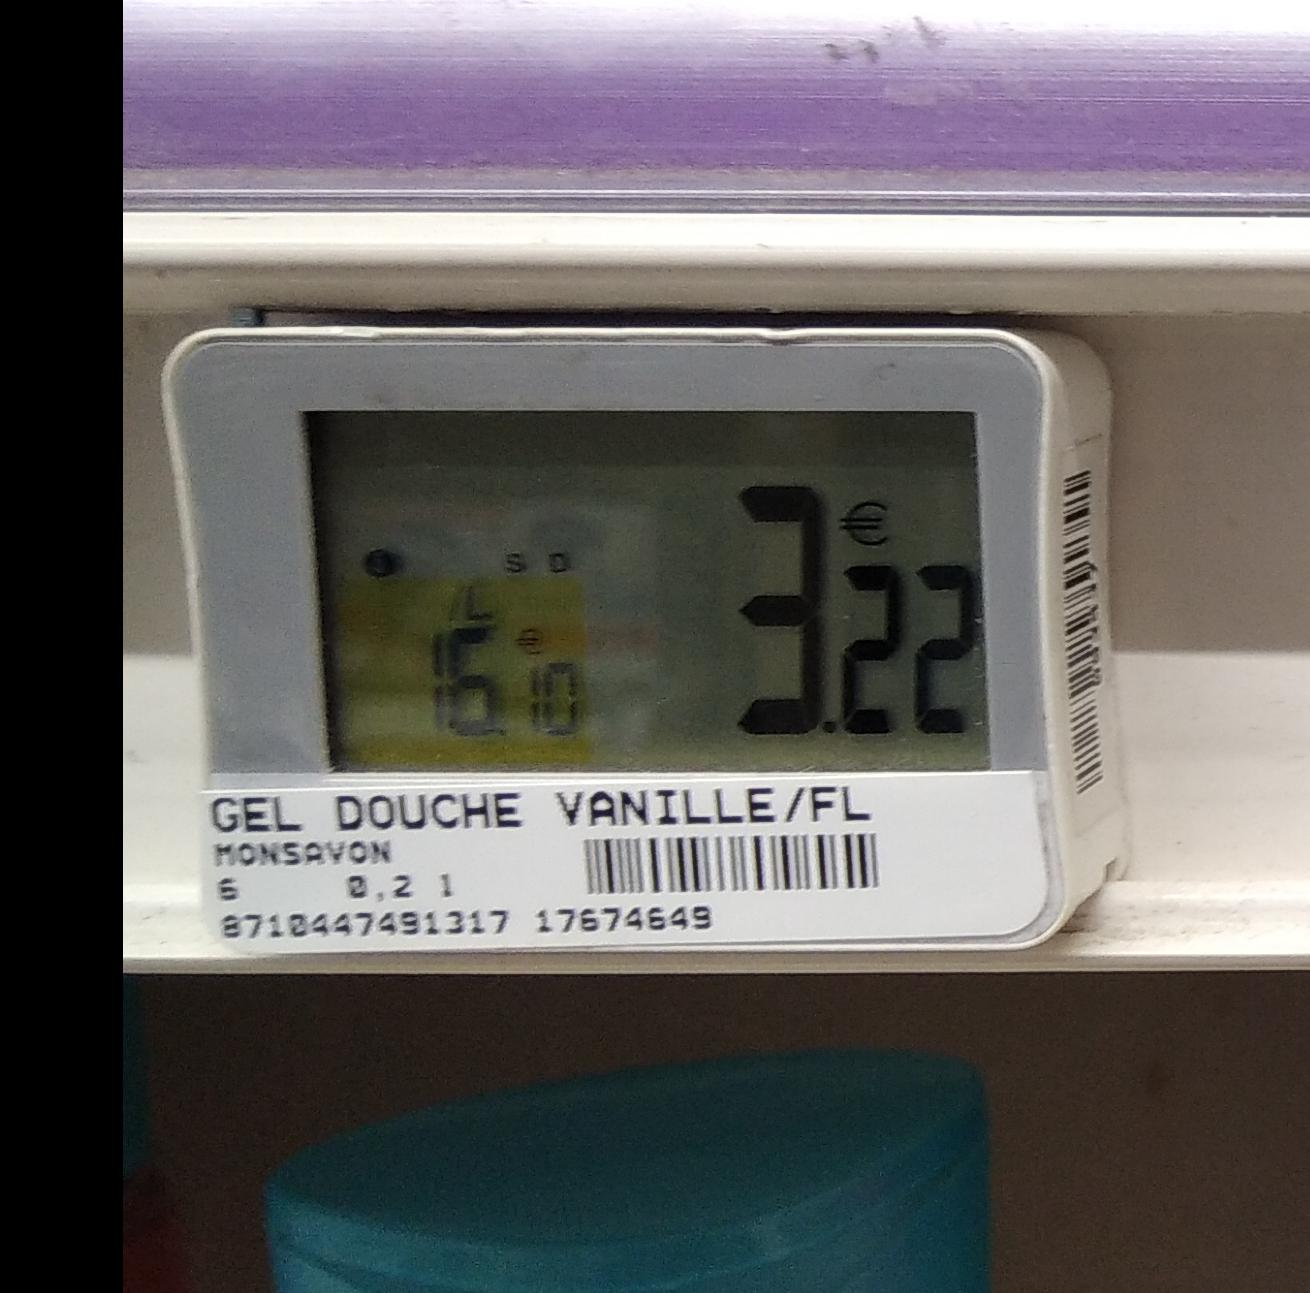 3.22 €
S D
/L
16.10 €
GEL DOUCHE VANILLE/FL
MONSAVON
6 0,2 l
8710447491317 17674649